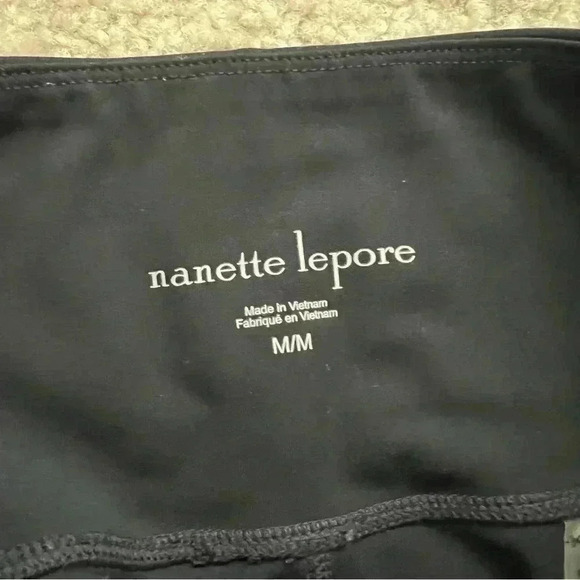 nanette lepore
Made in Vietnam
Fabriqué en Vietnam
M/M